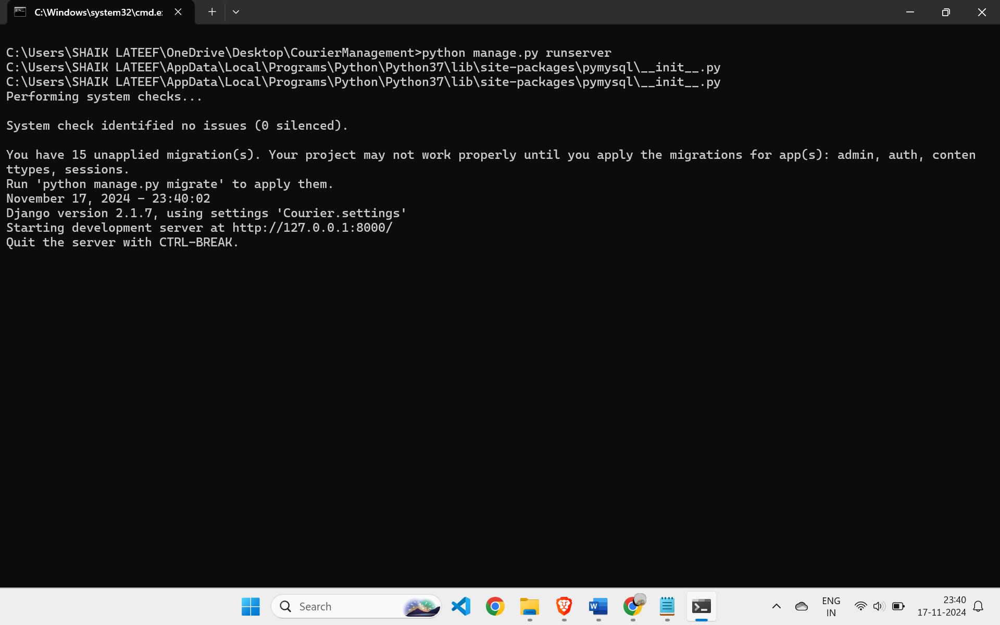 C:\Windows\system32\cmd.e
C:\Users\SHAIK LATEEF\OneDrive\Desktop\CourierManagement>python manage.py runserver
C:\Users\SHAIK LATEEF\AppData\Local\Programs\Python\Python37\lib\site-packages\pymysql\__init__.py
C:\Users\SHAIK LATEEF\AppData\Local\Programs\Python\Python37\lib\site-packages\pymysql\__init__.py
Performing system checks...
System check identified no issues (0 silenced).
You have 15 unapplied migration(s). Your project may not work properly until you apply the migrations for app(s): admin, auth, conten
ttypes, sessions.
Run 'python manage.py migrate' to apply them.
November 17, 2024 - 23:40:02
Django version 2.1.7, using settings 'Courier.settings'
Starting development server at http://127.0.0.1:8000/
Quit the server with CTRL-BREAK.
Search
ENG
IN
23:40
17-11-2024